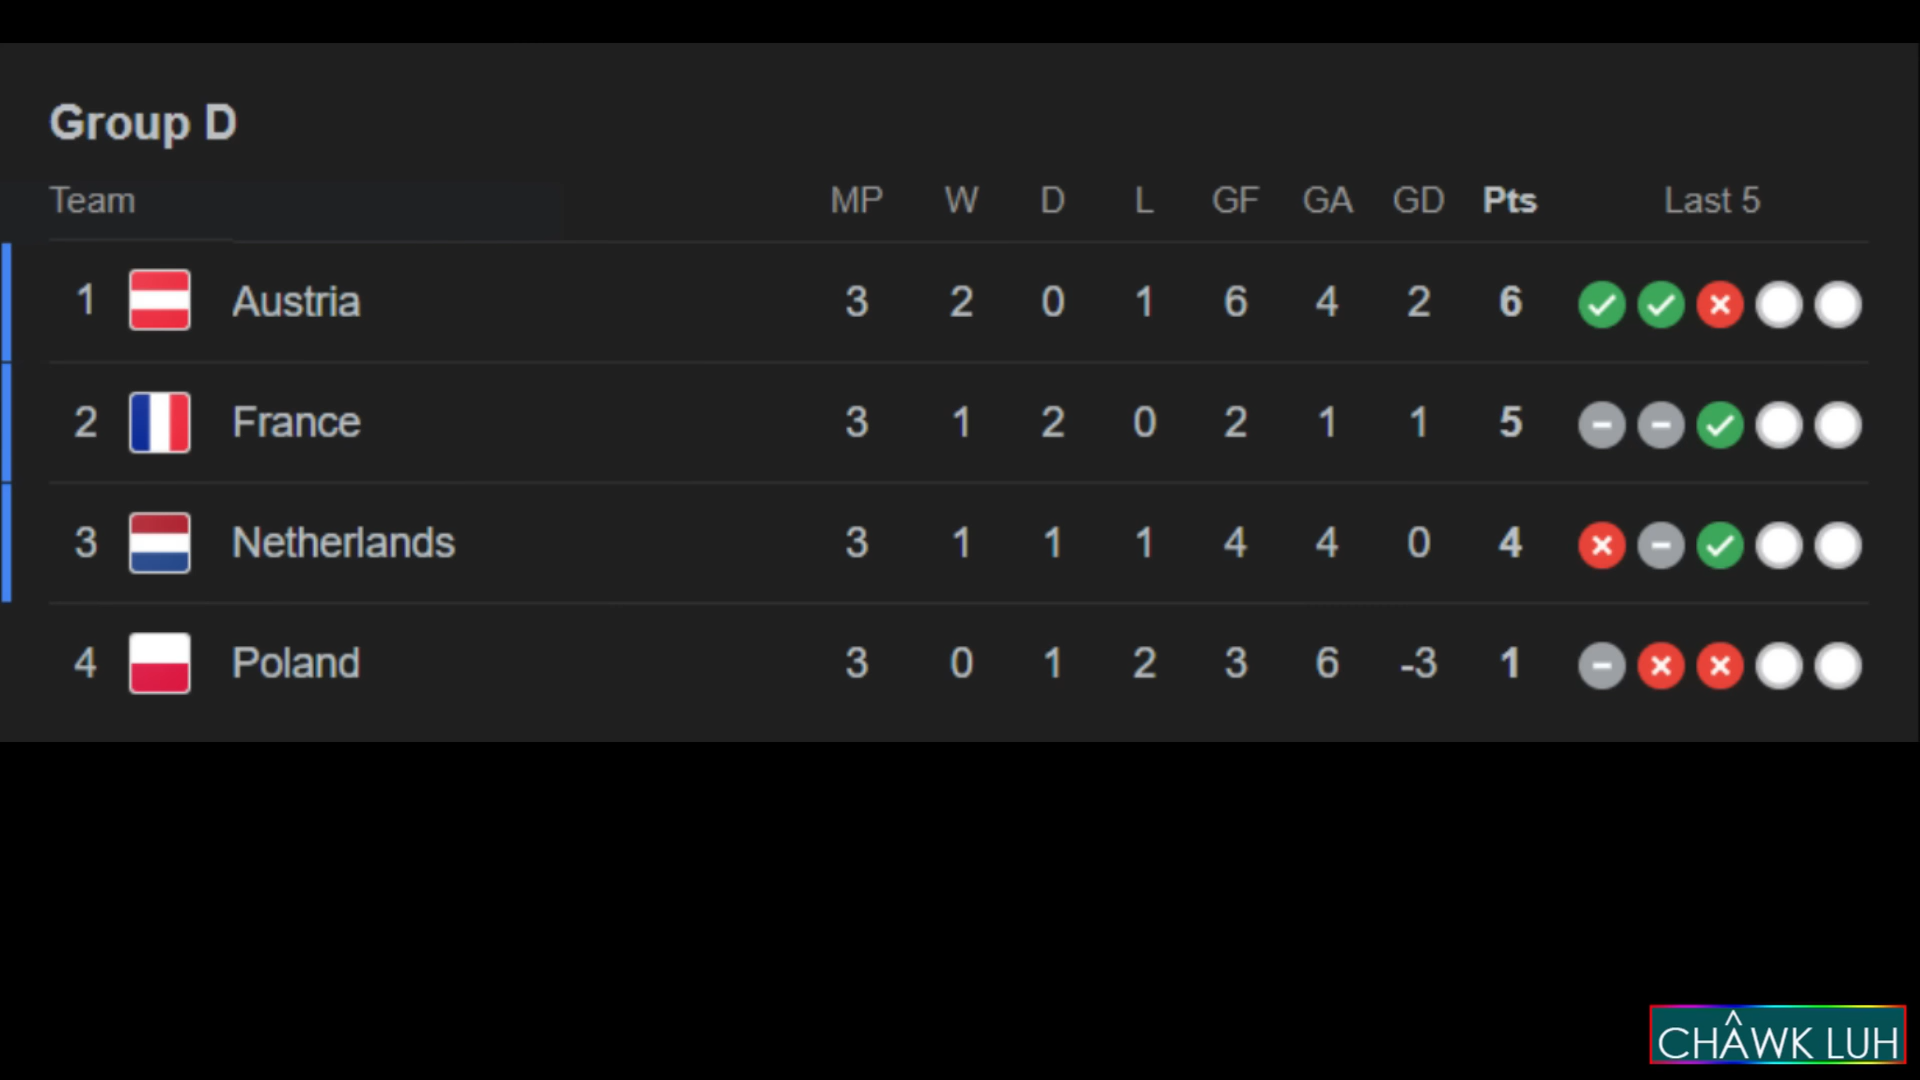 Group D
Team MP W D L GF GA GD Pts Last 5
1 Austria 3 2 0 1 6 4 2 6
2 France 3 1 2 0 2 1 1 5
3 Netherlands 3 1 1 1 4 4 0 4
4 Poland 3 0 1 2 3 6 -3 1
CHÂWK LUH